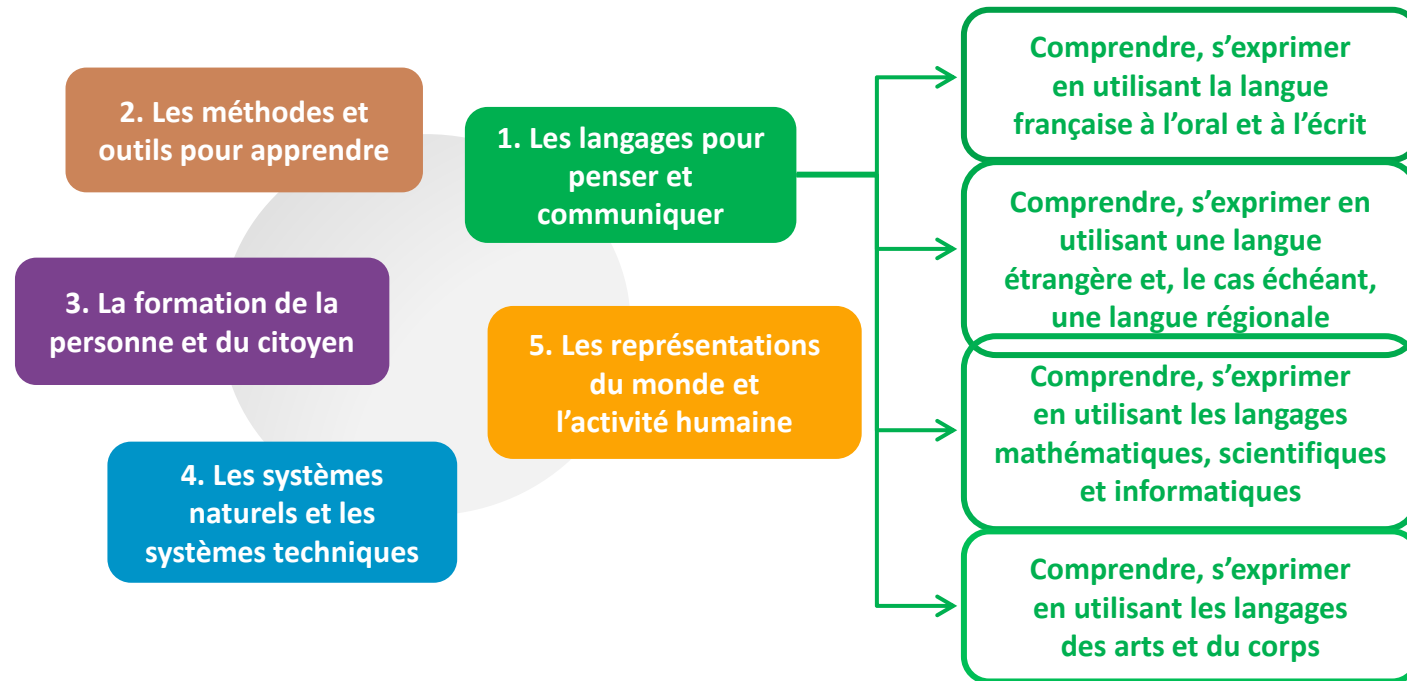 2. Les méthodes et
outils pour apprendre
1. Les langages pour
penser et
communiquer
3. La formation de la
personne et du citoyen
5. Les représentations
du monde et
l’activité humaine
4. Les systèmes
naturels et les
systèmes techniques
Comprendre, s’exprimer
en utilisant la langue
française à l’oral et à l’écrit
Comprendre, s’exprimer en
utilisant une langue
étrangère et, le cas échéant,
une langue régionale
Comprendre, s’exprimer
en utilisant les langages
mathématiques, scientifiques
et informatiques
Comprendre, s’exprimer
en utilisant les langages
des arts et du corps